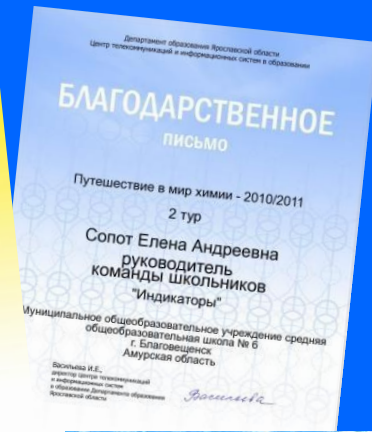 Департамент образования Ярославской области
Центр телекоммуникаций и информационных систем в образовании
БЛАГОДАРСТВЕННОЕ
ПИСЬМО
Путешествие в мир химии - 2010/2011
2 тур
Сопот Елена Андреевна
руководитель
команды школьников
"Индикаторы"
Муниципальное общеобразовательное учреждение средняя
общеобразовательная школа № 6
г. Благовещенск
Амурская область
Васильева И.Е.,
директор Центра телекоммуникаций
и информационных систем
в образовании Департамента образования
Ярославской области
Васильева